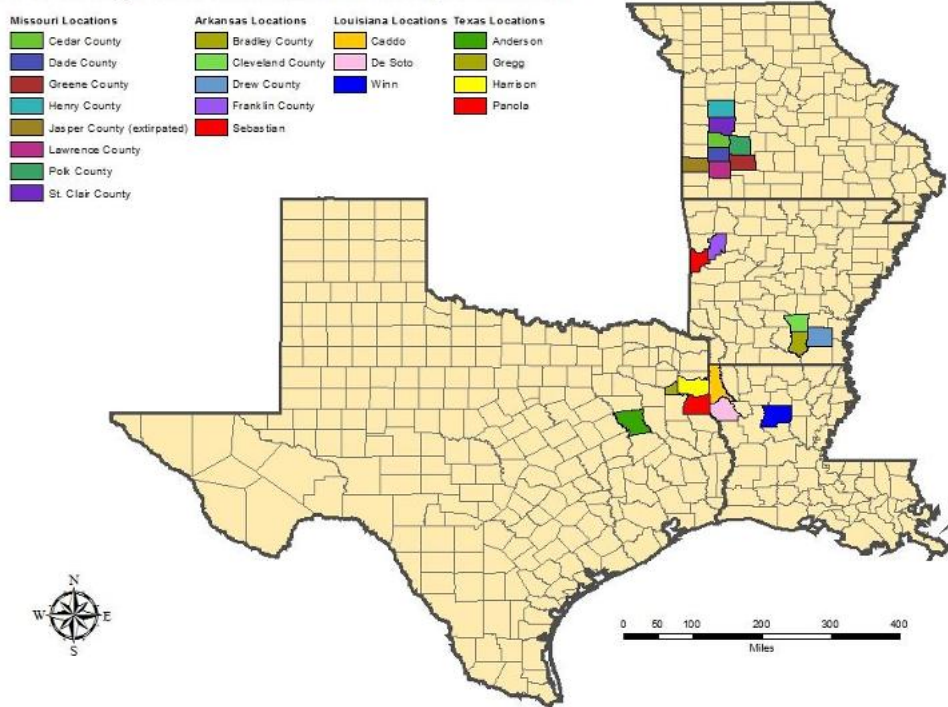 Missouri Locations
Cedar County
Dade County
Greene County
Henry County
Jasper County (extirpated)
Lawrence County
Polk County
St. Clair County
Arkansas Locations
Bradley County
Cleveland County
Drew County
Franklin County
Sebastian
Louisiana Locations
Caddo
De Soto
Winn
Texas Locations
Anderson
Gregg
Harrison
Panola
N
W E
S
0 50 100 200 300 400
Miles